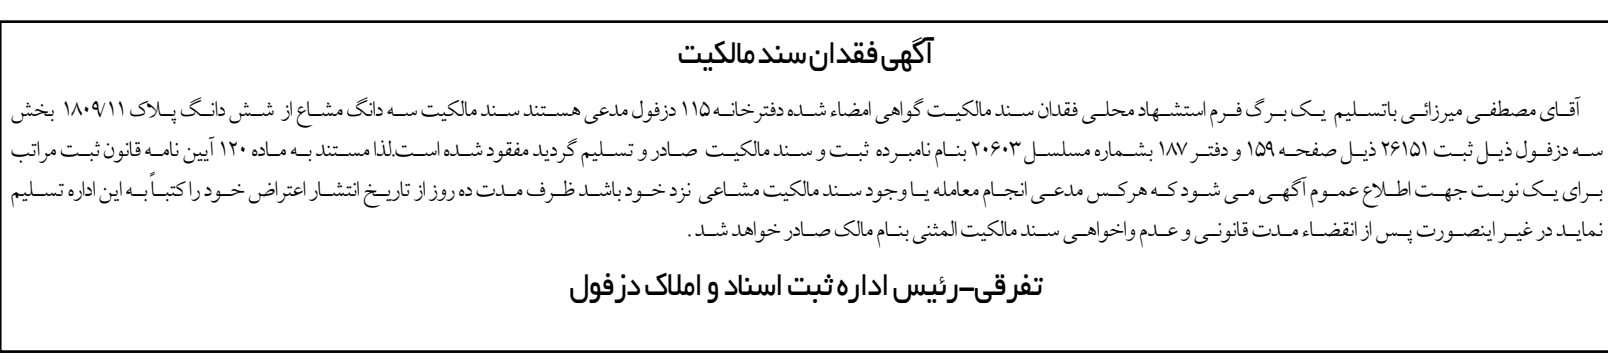 آگهی فقدان سند مالکیت
آقای مصطفی میرزائی باتسلیم یک برگ فرم استشهاد محلی فقدان سند مالکیت گواهی امضاء شده دفترخانه ۱۱۵ دزفول مدعی هستند سند مالکیت سه دانگ مشاع از شش دانگ پلاک ۱۸۰۹/۱۱ بخش
سه دزفول ذیل ثبت ۲۶۱۵۱ ذیل صفحه ۱۵۹ و دفتر ۱۸۷ بشماره مسلسل ۲۰۶۰۳ بنام نامبرده ثبت و سند مالکیت صادر و تسلیم گردید مفقود شده است.لذا مستند به ماده ۱۲۰ آیین نامه قانون ثبت مراتب
برای یک نوبت جهت اطلاع عموم آگهی می شود که هرکس مدعی انجام معامله یا وجود سند مالکیت مشاعی نزد خود باشد ظرف مدت ده روز از تاریخ انتشار اعتراض خود را کتباً به این اداره تسلیم
نماید در غیر اینصورت پس از انقضاء مدت قانونی و عدم واخواهی سند مالکیت المثنی بنام مالک صادر خواهد شد .
تفرقی-رئیس اداره ثبت اسناد و املاک دزفول